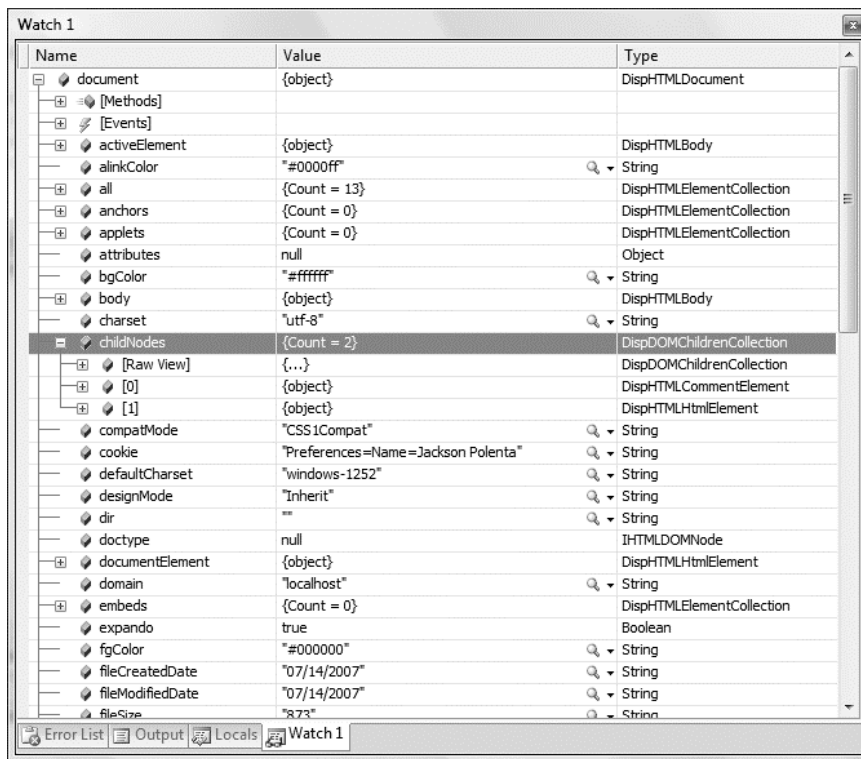 Watch 1
Name Value Type
document {object} DispHTMLDocument
[Methods]
[Events]
activeElement {object} DispHTMLBody
alinkColor "#0000ff" String
all {Count = 13} DispHTMLElementCollection
anchors {Count = 0} DispHTMLElementCollection
applets {Count = 0} DispHTMLElementCollection
attributes null Object
bgColor "#ffffff" String
body {object} DispHTMLBody
charset "utf-8" String
childNodes {Count = 2} DispDOMChildrenCollection
[Raw View] {...} DispDOMChildrenCollection
[0] {object} DispHTMLCommentElement
[1] {object} DispHTMLHtmlElement
compatMode "CSS1Compat" String
cookie "Preferences=Name=Jackson Polenta" String
defaultCharset "windows-1252" String
designMode "Inherit" String
dir "" String
doctype null IHTMLDOMNode
documentElement {object} DispHTMLHtmlElement
domain "localhost" String
embeds {Count = 0} DispHTMLElementCollection
expando true Boolean
fgColor "#000000" String
fileCreatedDate "07/14/2007" String
fileModifiedDate "07/14/2007" String
fileSize "873" String
Error List Output Locals Watch 1